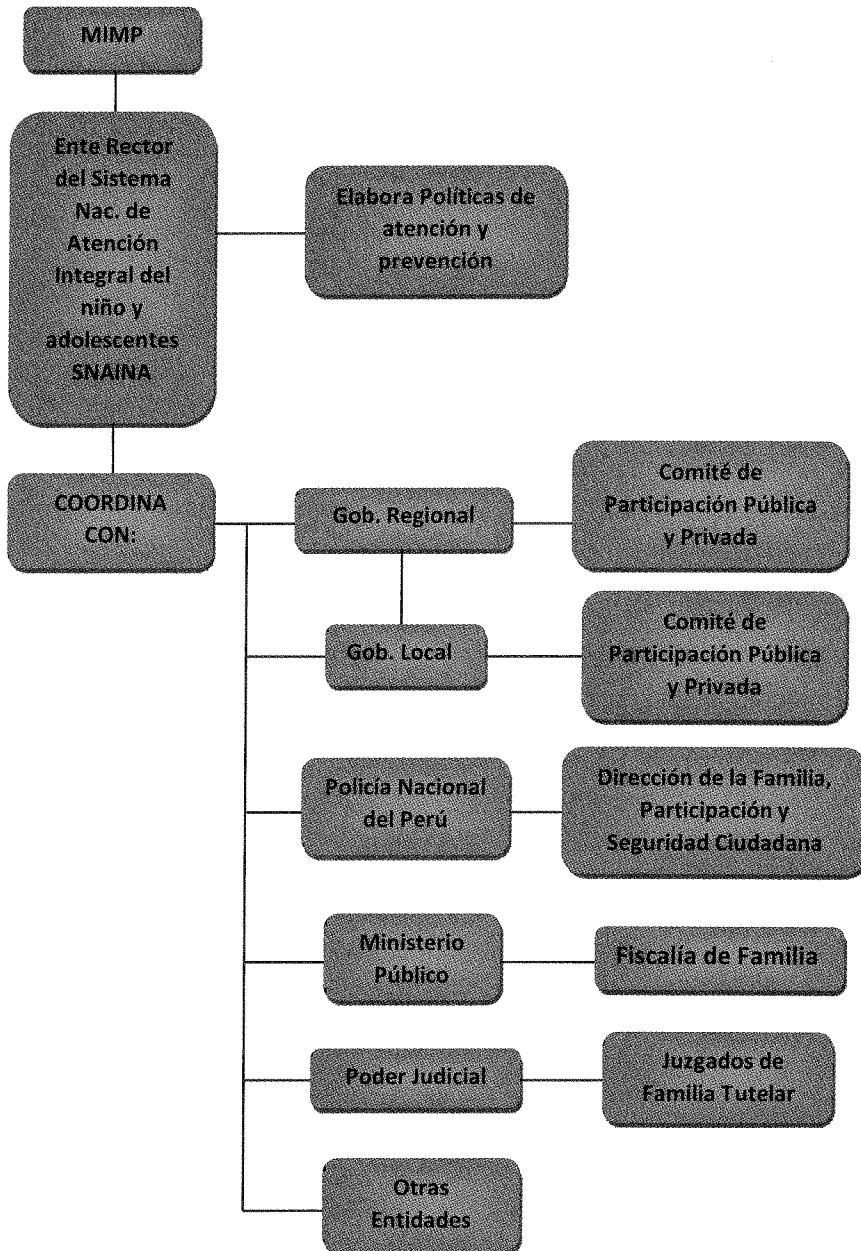 MIMP
Ente Rector
del Sistema
Nac. de
Atención
Integral del
niño y
adolescentes
SNAINA
Elabora Políticas de
atención y
prevención
COORDINA
CON:
Gob. Regional
Comité de
Participación Pública
y Privada
Gob. Local
Comité de
Participación Pública
y Privada
Policía Nacional
del Perú
Dirección de la Familia,
Participación y
Seguridad Ciudadana
Ministerio
Público
Fiscalía de Familia
Poder Judicial
Juzgados de
Familia Tutelar
Otras
Entidades